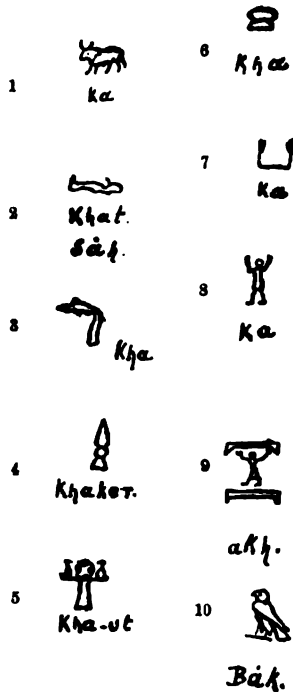 1
ka
2
Khat.
Sȧḥ.
3
Kha
4
Khaker.
5
Kha-ut
6
Kha
7
Ka
8
Ka
9
aKh.
10
Bȧk.